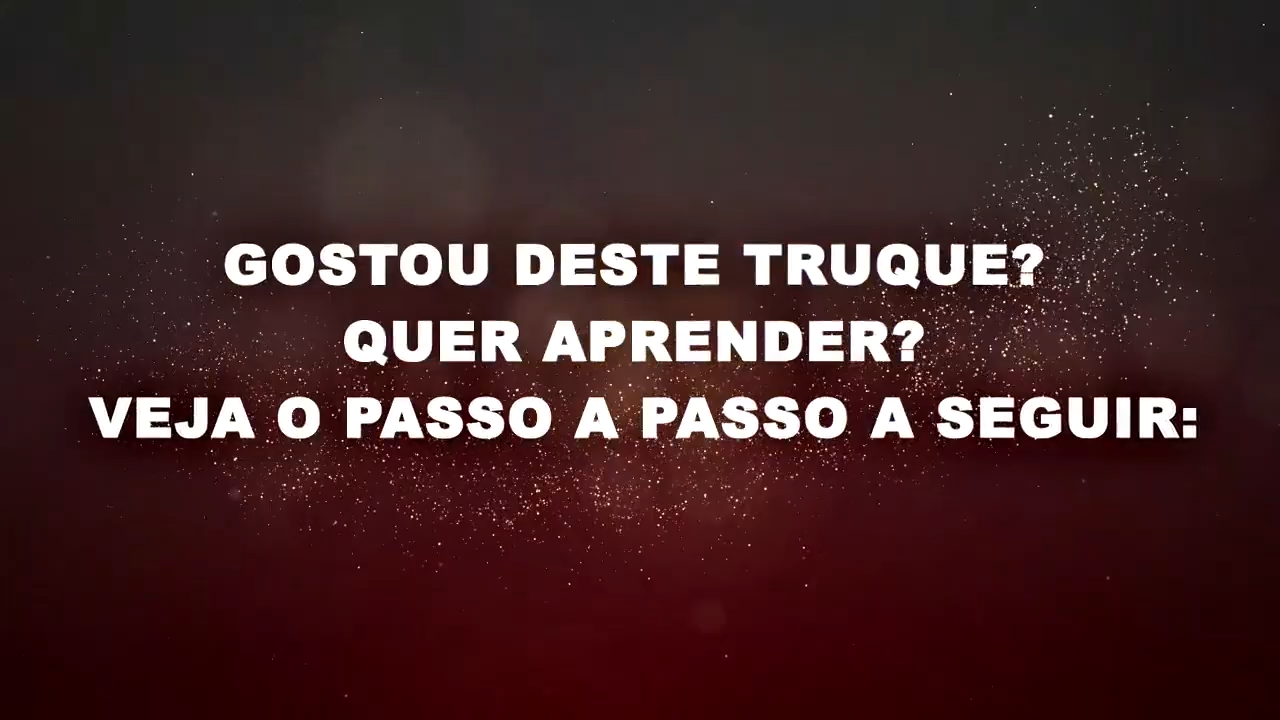 GOSTOU DESTE TRUQUE?
QUER APRENDER?
VEJA O PASSO A PASSO A SEGUIR: